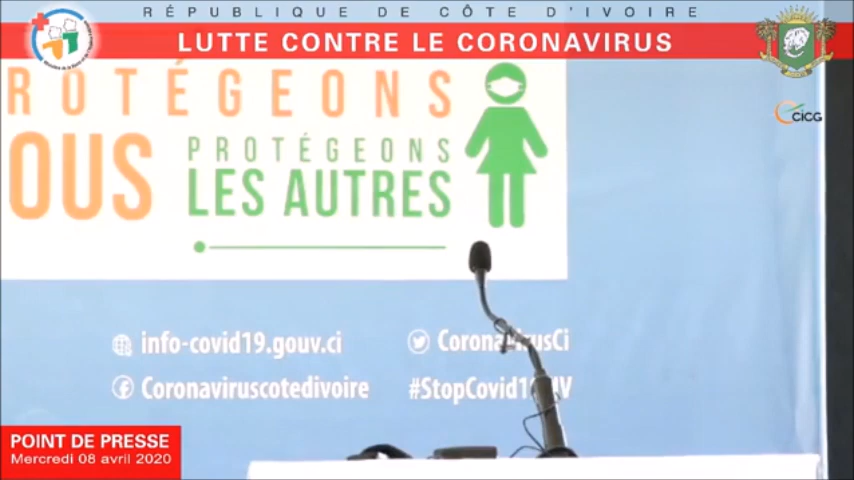 RÉPUBLIQUE DE CÔTE D'IVOIRE
LUTTE CONTRE LE CORONAVIRUS
CICG
ROTÉGEONS
OUS
PROTÉGEONS
LES AUTRES
info-covid19.gouv.ci
CoronavirusCi
Coronaviruscotedivoire
POINT DE PRESSE
Mercredi 08 avril 2020